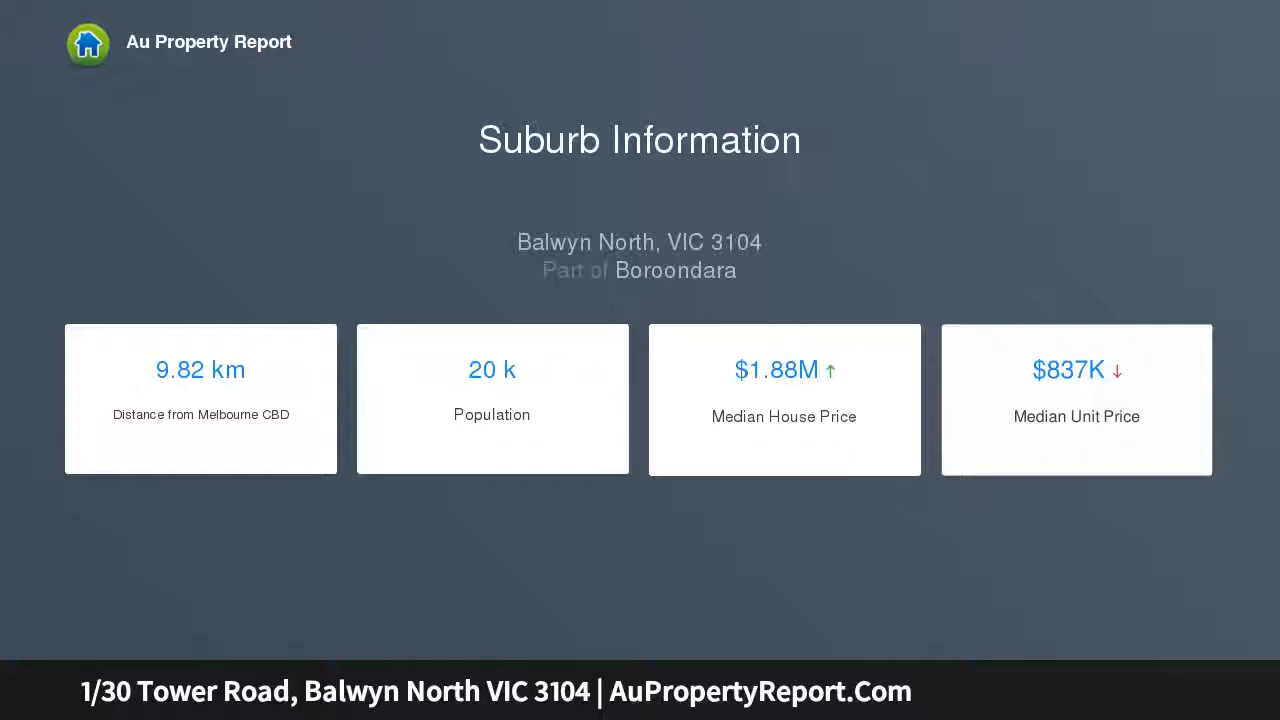 Au Property Report
Suburb Information
Balwyn North, VIC 3104
Part of Boroondara
9.82 km
Distance from Melbourne CBD
20 k
Population
$1.88M ↑
Median House Price
$837K ↓
Median Unit Price
1/30 Tower Road, Balwyn North VIC 3104 | AuPropertyReport.Com